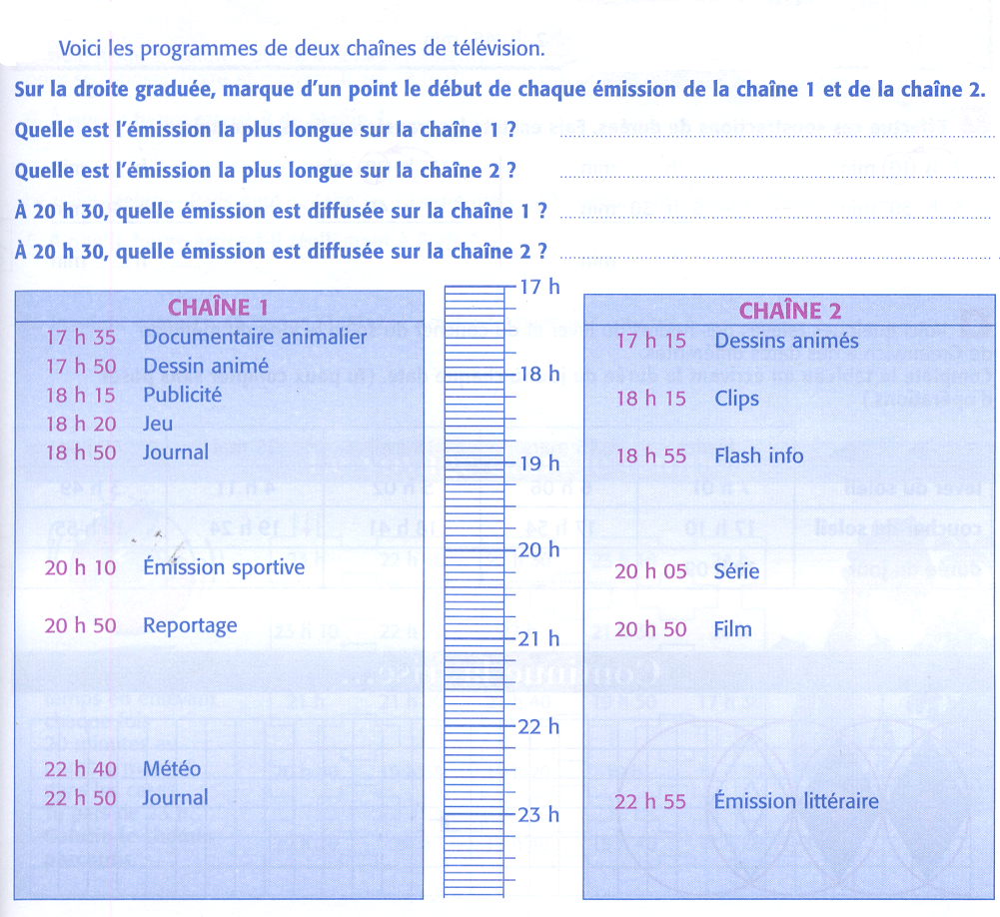 Voici les programmes de deux chaînes de télévision.
Sur la droite graduée, marque d'un point le début de chaque émission de la chaîne 1 et de la chaîne 2.
Quelle est l'émission la plus longue sur la chaîne 1 ?
Quelle est l'émission la plus longue sur la chaîne 2 ?
À 20 h 30, quelle émission est diffusée sur la chaîne 1 ?
À 20 h 30, quelle émission est diffusée sur la chaîne 2 ?
CHAÎNE 1
17 h 35 Documentaire animalier
17 h 50 Dessin animé
18 h 15 Publicité
18 h 20 Jeu
18 h 50 Journal
20 h 10 Émission sportive
20 h 50 Reportage
22 h 40 Météo
22 h 50 Journal
17 h
18 h
19 h
20 h
21 h
22 h
23 h
CHAÎNE 2
17 h 15 Dessins animés
18 h 15 Clips
18 h 55 Flash info
20 h 05 Série
20 h 50 Film
22 h 55 Émission littéraire